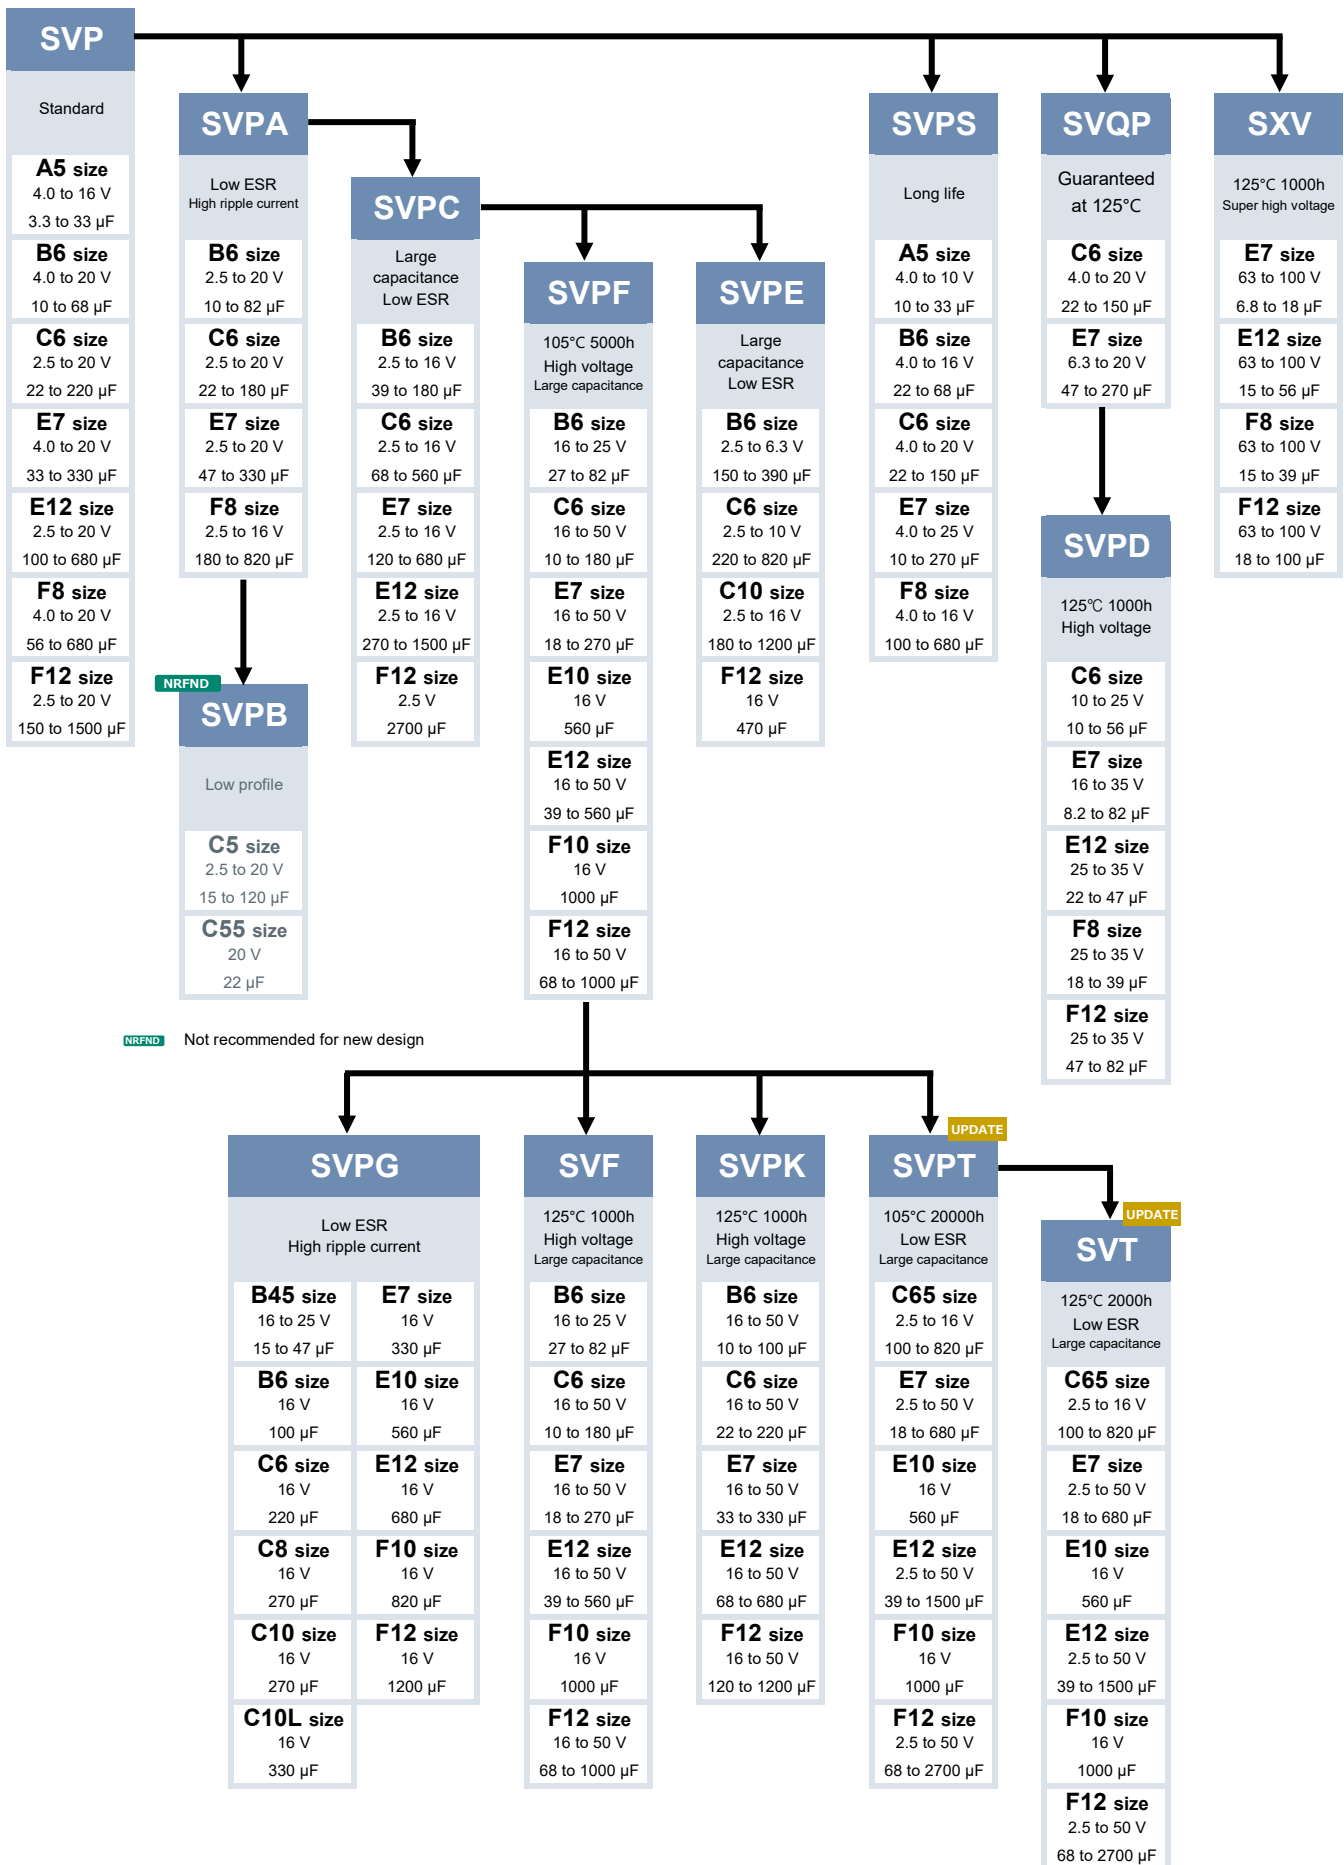 SVP
Standard
A5 size
4.0 to 16 V
3.3 to 33 µF
B6 size
4.0 to 20 V
10 to 68 µF
C6 size
2.5 to 20 V
22 to 220 µF
E7 size
4.0 to 20 V
33 to 330 µF
E12 size
2.5 to 20 V
100 to 680 µF
F8 size
4.0 to 20 V
56 to 680 µF
F12 size
2.5 to 20 V
150 to 1500 µF
SVPA
Low ESR
High ripple current
B6 size
2.5 to 20 V
10 to 82 µF
C6 size
2.5 to 20 V
22 to 180 µF
E7 size
2.5 to 20 V
47 to 330 µF
F8 size
2.5 to 16 V
180 to 820 µF
NRFND
SVPB
Low profile
C5 size
2.5 to 20 V
15 to 120 µF
C55 size
20 V
22 µF
SVPC
Large
capacitance
Low ESR
B6 size
2.5 to 16 V
39 to 180 µF
C6 size
2.5 to 16 V
68 to 560 µF
E7 size
2.5 to 16 V
120 to 680 µF
E12 size
2.5 to 16 V
270 to 1500 µF
F12 size
2.5 V
2700 µF
SVPF
105°C 5000h
High voltage
Large capacitance
B6 size
16 to 25 V
27 to 82 µF
C6 size
16 to 50 V
10 to 180 µF
E7 size
16 to 50 V
18 to 270 µF
E10 size
16 V
560 µF
E12 size
16 to 50 V
39 to 560 µF
F10 size
16 V
1000 µF
F12 size
16 to 50 V
68 to 1000 µF
SVPE
Large
capacitance
Low ESR
B6 size
2.5 to 6.3 V
150 to 390 µF
C6 size
2.5 to 10 V
220 to 820 µF
C10 size
2.5 to 16 V
180 to 1200 µF
F12 size
16 V
470 µF
SVPS
Long life
A5 size
4.0 to 10 V
10 to 33 µF
B6 size
4.0 to 16 V
22 to 68 µF
C6 size
4.0 to 20 V
22 to 150 µF
E7 size
4.0 to 25 V
10 to 270 µF
F8 size
4.0 to 16 V
100 to 680 µF
SVQP
Guaranteed
at 125°C
C6 size
4.0 to 20 V
22 to 150 µF
E7 size
6.3 to 20 V
47 to 270 µF
SVPD
125℃ 1000h
High voltage
C6 size
10 to 25 V
10 to 56 µF
E7 size
16 to 35 V
8.2 to 82 µF
E12 size
25 to 35 V
22 to 47 µF
F8 size
25 to 35 V
18 to 39 µF
F12 size
25 to 35 V
47 to 82 µF
SXV
125°C 1000h
Super high voltage
E7 size
63 to 100 V
6.8 to 18 µF
E12 size
63 to 100 V
15 to 56 µF
F8 size
63 to 100 V
15 to 39 µF
F12 size
63 to 100 V
18 to 100 µF
NRFND Not recommended for new design
SVPG
Low ESR
High ripple current
B45 size
16 to 25 V
15 to 47 µF
B6 size
16 V
100 µF
C6 size
16 V
220 µF
C8 size
16 V
270 µF
C10 size
16 V
270 µF
C10L size
16 V
330 µF
E7 size
16 V
330 µF
E10 size
16 V
560 µF
E12 size
16 V
680 µF
F10 size
16 V
820 µF
F12 size
16 V
1200 µF
SVF
125°C 1000h
High voltage
Large capacitance
B6 size
16 to 25 V
27 to 82 µF
C6 size
16 to 50 V
10 to 180 µF
E7 size
16 to 50 V
18 to 270 µF
E12 size
16 to 50 V
39 to 560 µF
F10 size
16 V
1000 µF
F12 size
16 to 50 V
68 to 1000 µF
SVPK
125°C 1000h
High voltage
Large capacitance
B6 size
16 to 50 V
10 to 100 µF
C6 size
16 to 50 V
22 to 220 µF
E7 size
16 to 50 V
33 to 330 µF
E12 size
16 to 50 V
68 to 680 µF
F12 size
16 to 50 V
120 to 1200 µF
UPDATE
SVPT
105°C 20000h
Low ESR
Large capacitance
C65 size
2.5 to 16 V
100 to 820 µF
E7 size
2.5 to 50 V
18 to 680 µF
E10 size
16 V
560 µF
E12 size
2.5 to 50 V
39 to 1500 µF
F10 size
16 V
1000 µF
F12 size
2.5 to 50 V
68 to 2700 µF
UPDATE
SVT
125°C 2000h
Low ESR
Large capacitance
C65 size
2.5 to 16 V
100 to 820 µF
E7 size
2.5 to 50 V
18 to 680 µF
E10 size
16 V
560 µF
E12 size
2.5 to 50 V
39 to 1500 µF
F10 size
16 V
1000 µF
F12 size
2.5 to 50 V
68 to 2700 µF